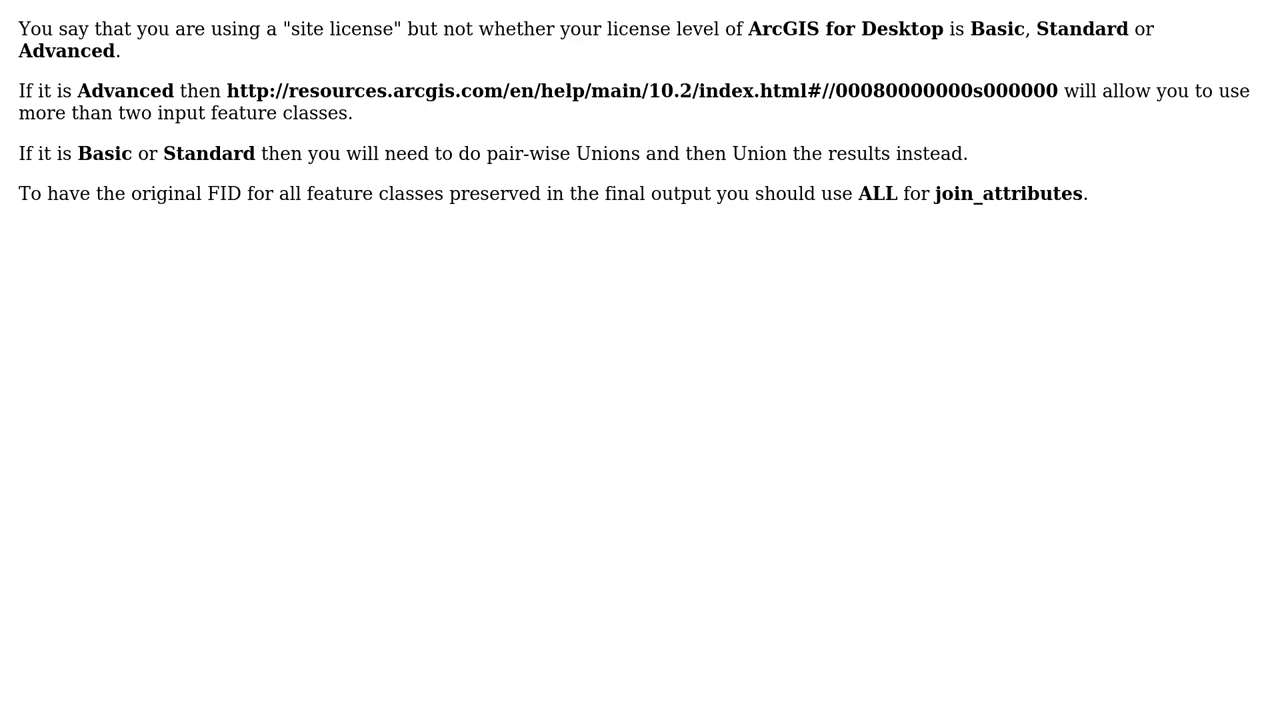 You say that you are using a "site license" but not whether your license level of ArcGIS for Desktop is Basic, Standard or
Advanced.
If it is Advanced then http://resources.arcgis.com/en/help/main/10.2/index.html#//00080000000s000000 will allow you to use
more than two input feature classes.
If it is Basic or Standard then you will need to do pair-wise Unions and then Union the results instead.
To have the original FID for all feature classes preserved in the final output you should use ALL for join_attributes.